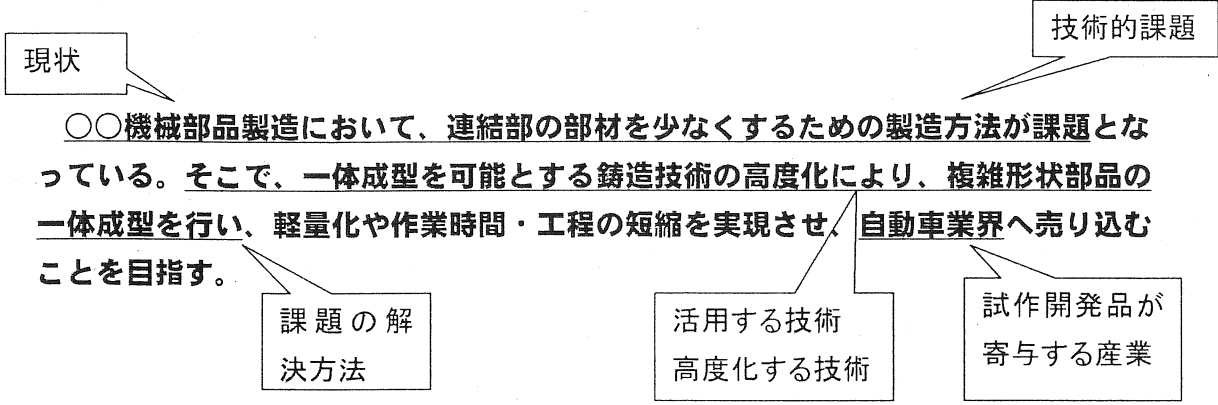 技術的課題
現状
○○機械部品製造において、連結部の部材を少なくするための製造方法が課題とな
っている。そこで、一体成型を可能とする鋳造技術の高度化により、複雑形状部品の
一体成型を行い、軽量化や作業時間・工程の短縮を実現させ、自動車業界へ売り込む
ことを目指す。
課題の解
決方法
活用する技術
高度化する技術
試作開発品が
寄与する産業